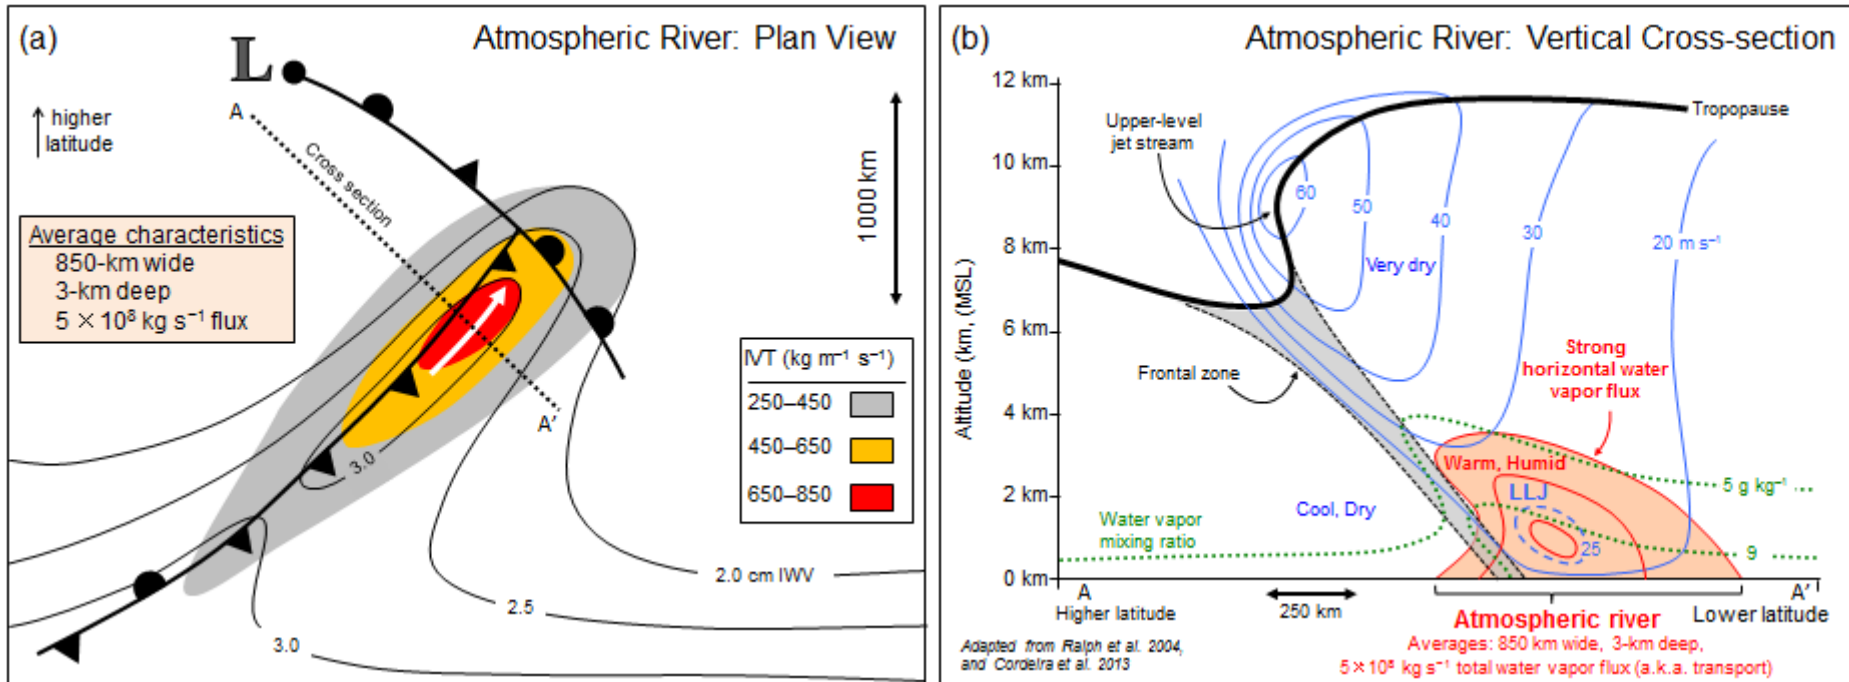 (a)
Atmospheric River: Plan View
L
higher
latitude
A
Cross section
1000 km
Average characteristics
850-km wide
3-km deep
5 × 10⁸ kg s⁻¹ flux
IVT (kg m⁻¹ s⁻¹)
250–450
450–650
650–850
A'
3.0
2.0 cm IWV
2.5
3.0
(b)
Atmospheric River: Vertical Cross-section
12 km
10 km
8 km
6 km
4 km
2 km
0 km
Altitude (km, (MSL)
Tropopause
Upper-level
jet stream
60
50
40
30
20 m s⁻¹
Very dry
Frontal zone
Strong
horizontal water
vapor flux
Warm, Humid
LLJ
25
5 g kg⁻¹
9
Cool, Dry
Water vapor
mixing ratio
A
A'
Higher latitude
250 km
Lower latitude
Atmospheric river
Averages: 850 km wide, 3-km deep,
5 × 10⁸ kg s⁻¹ total water vapor flux (a.k.a. transport)
Adapted from Ralph et al. 2004,
and Cordeira et al. 2013